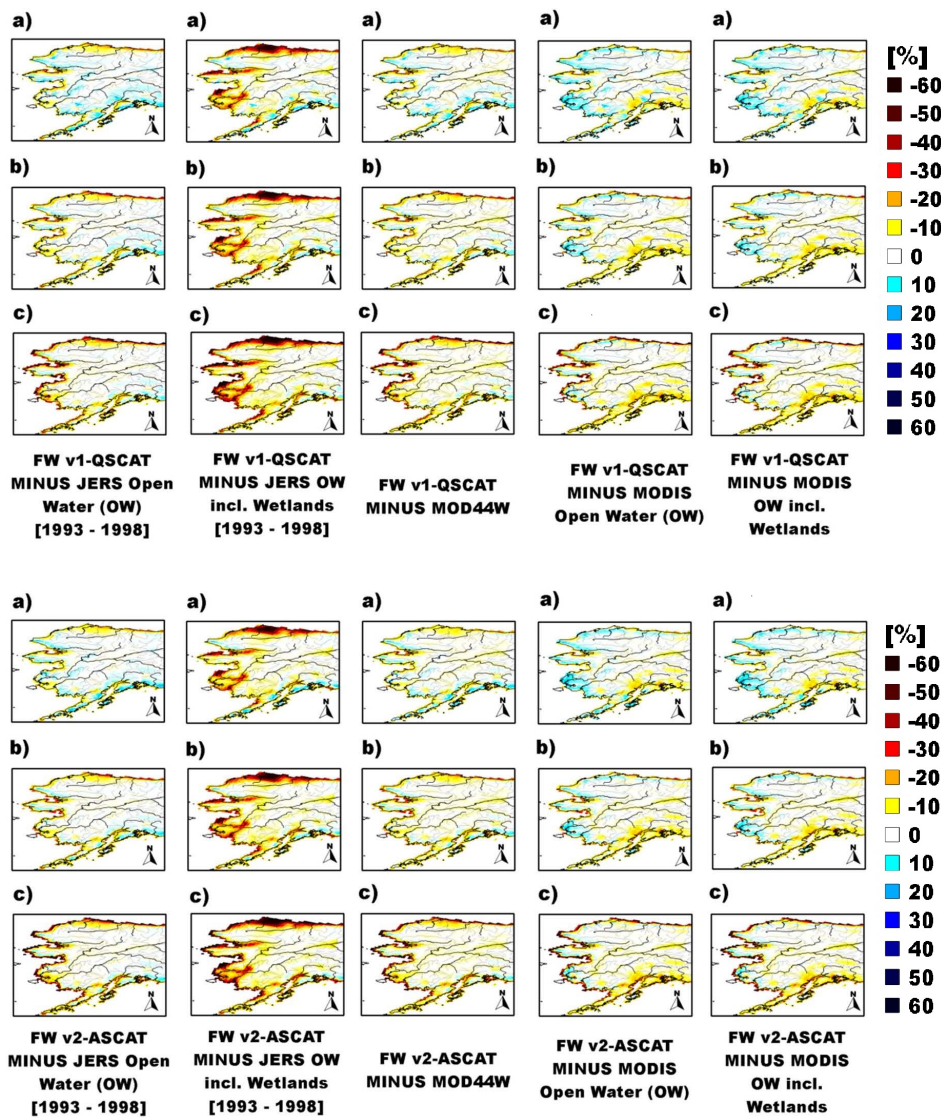 a) a) a) a) a)
[%]
-60
-50
-40
-30
-20
-10
0
10
20
30
40
50
60
N N N N N
b) b) b) b) b)
N N N N N
c) c) c) c) c)
N N N N N
FW v1-QSCAT
MINUS JERS Open
Water (OW)
[1993 - 1998]
FW v1-QSCAT
MINUS JERS OW
incl. Wetlands
[1993 - 1998]
FW v1-QSCAT
MINUS MOD44W
FW v1-QSCAT
MINUS MODIS
Open Water (OW)
FW v1-QSCAT
MINUS MODIS
OW incl.
Wetlands
a) a) a) a) a)
[%]
-60
-50
-40
-30
-20
-10
0
10
20
30
40
50
60
N N N N N
b) b) b) b) b)
N N N N N
c) c) c) c) c)
N N N N N
FW v2-ASCAT
MINUS JERS Open
Water (OW)
[1993 - 1998]
FW v2-ASCAT
MINUS JERS OW
incl. Wetlands
[1993 - 1998]
FW v2-ASCAT
MINUS MOD44W
FW v2-ASCAT
MINUS MODIS
Open Water (OW)
FW v2-ASCAT
MINUS MODIS
OW incl.
Wetlands